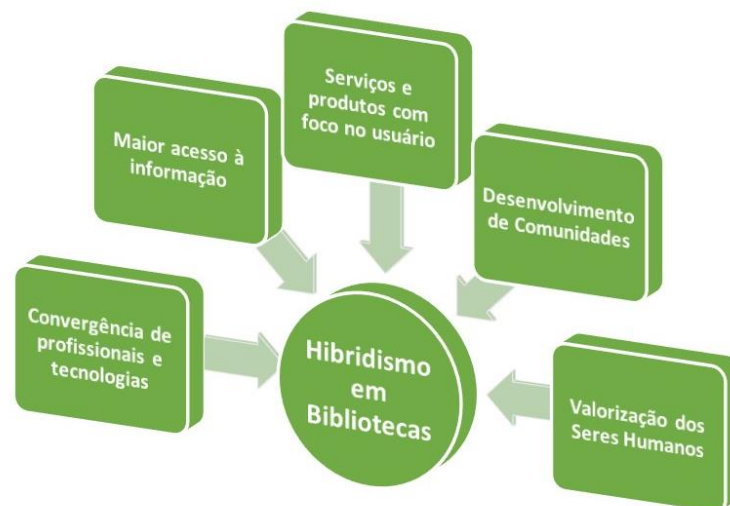 Serviços e
produtos com
foco no usuário
Maior acesso à
informação
Desenvolvimento
de Comunidades
Convergência de
profissionais e
tecnologias
Hibridismo
em
Bibliotecas
Valorização dos
Seres Humanos